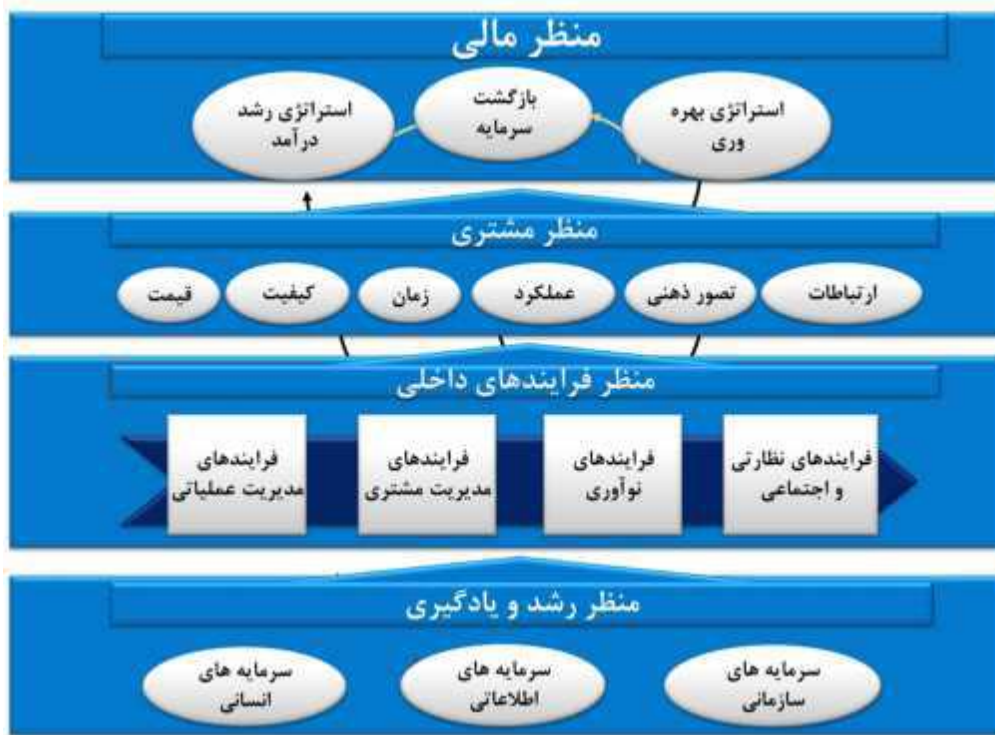 منظر مالی
استراتژی بهره
وری
بازگشت
سرمایه
استراتژی رشد
درآمد
منظر مشتری
ارتباطات
تصور ذهنی
عملکرد
زمان
کیفیت
قیمت
منظر فرایندهای داخلی
فرایندهای نظارتی
و اجتماعی
فرایندهای
نوآوری
فرایندهای
مدیریت مشتری
فرایندهای
مدیریت عملیاتی
منظر رشد و یادگیری
سرمایه های
سازمانی
سرمایه های
اطلاعاتی
سرمایه های
انسانی